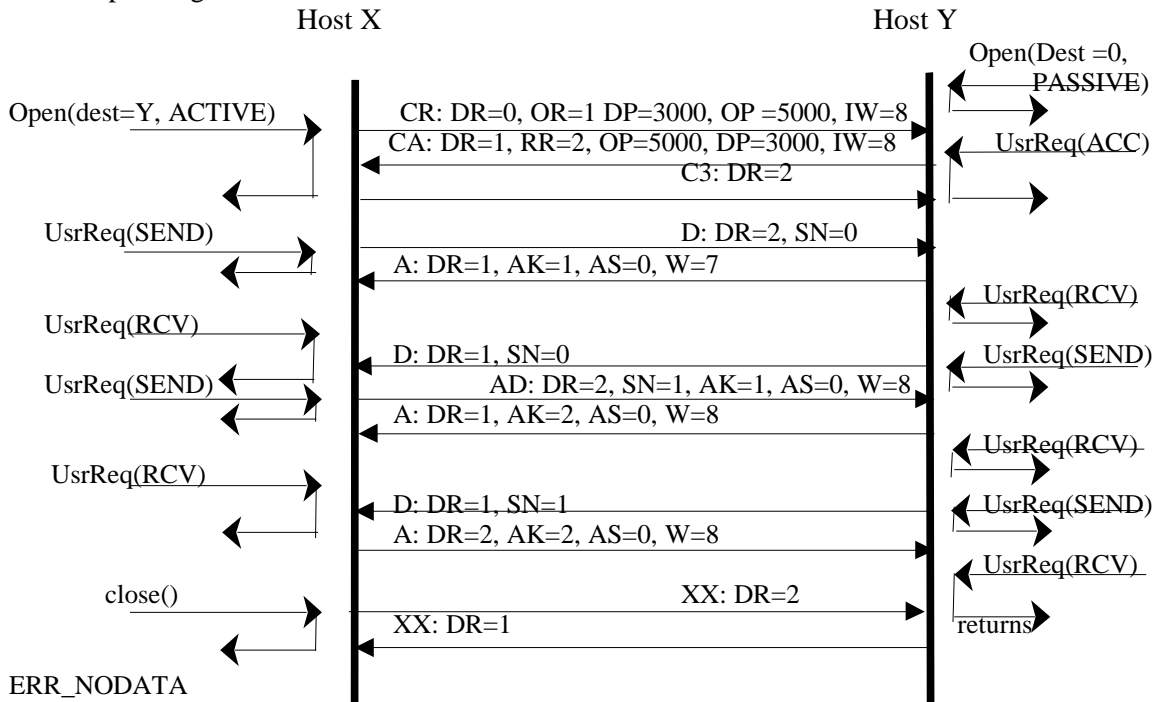 Host X
Host Y
Open(Dest =0,
PASSIVE)
Open(dest=Y, ACTIVE)
CR: DR=0, OR=1 DP=3000, OP =5000, IW=8
CA: DR=1, RR=2, OP=5000, DP=3000, IW=8
UsrReq(ACC)
C3: DR=2
UsrReq(SEND)
D: DR=2, SN=0
A: DR=1, AK=1, AS=0, W=7
UsrReq(RCV)
UsrReq(RCV)
D: DR=1, SN=0
UsrReq(SEND)
UsrReq(SEND)
AD: DR=2, SN=1, AK=1, AS=0, W=8
A: DR=1, AK=2, AS=0, W=8
UsrReq(RCV)
UsrReq(RCV)
D: DR=1, SN=1
UsrReq(SEND)
A: DR=2, AK=2, AS=0, W=8
UsrReq(RCV)
close()
XX: DR=2
XX: DR=1
returns
ERR_NODATA